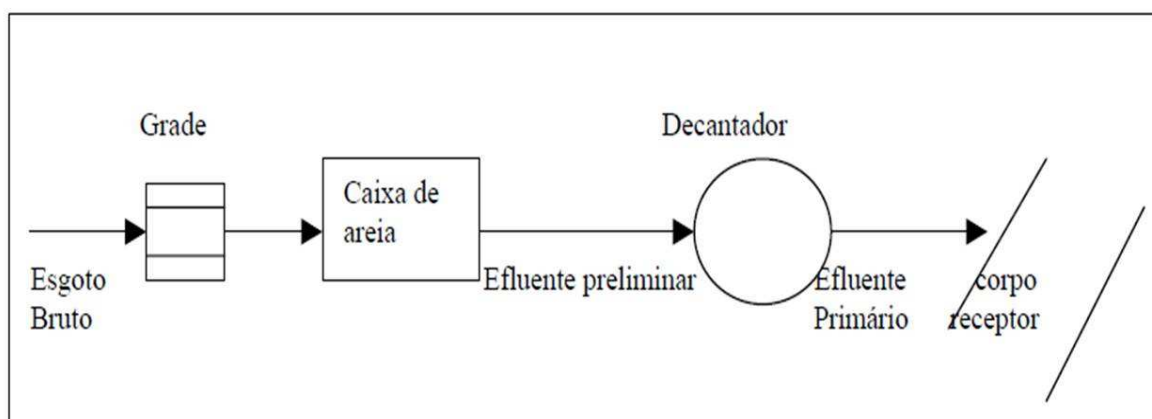 Grade
Decantador
Caixa de
areia
Esgoto
Bruto
Efluente preliminar
Efluente
Primário
corpo
receptor